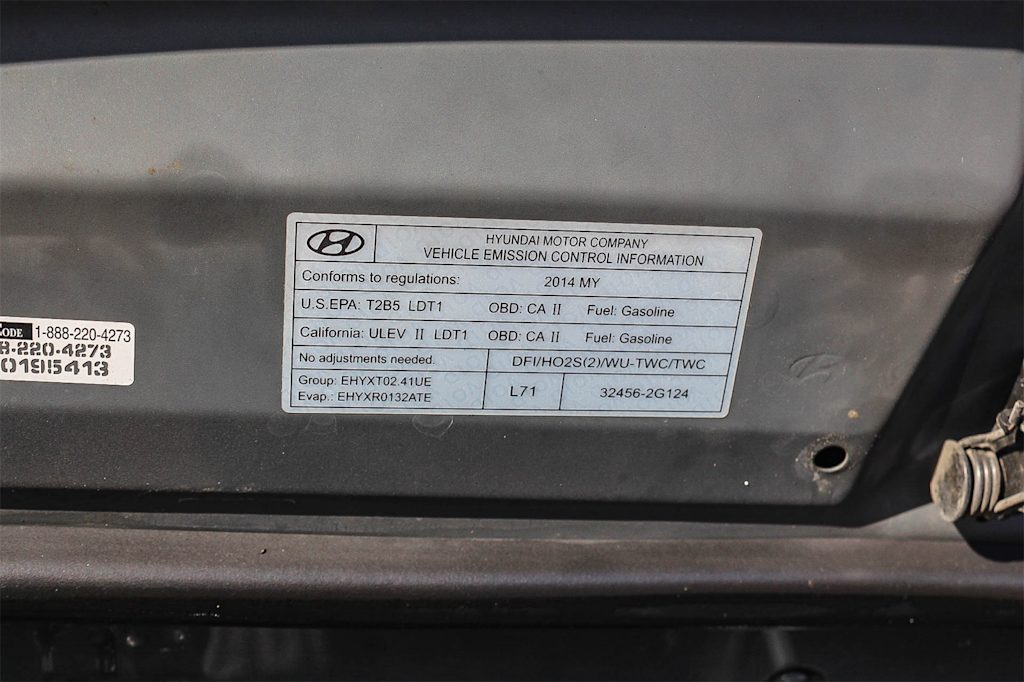 HYUNDAI MOTOR COMPANY
VEHICLE EMISSION CONTROL INFORMATION
Conforms to regulations: 2014 MY
U.S.EPA: T2B5 LDT1 OBD: CA II Fuel: Gasoline
California: ULEV II LDT1 OBD: CA II Fuel: Gasoline
No adjustments needed. DFI/HO2S(2)/WU-TWC/TWC
Group: EHYXT02.41UE
Evap.: EHYXR0132ATE
L71 32456-2G124
1-888-220-4273
220.4273
0195413